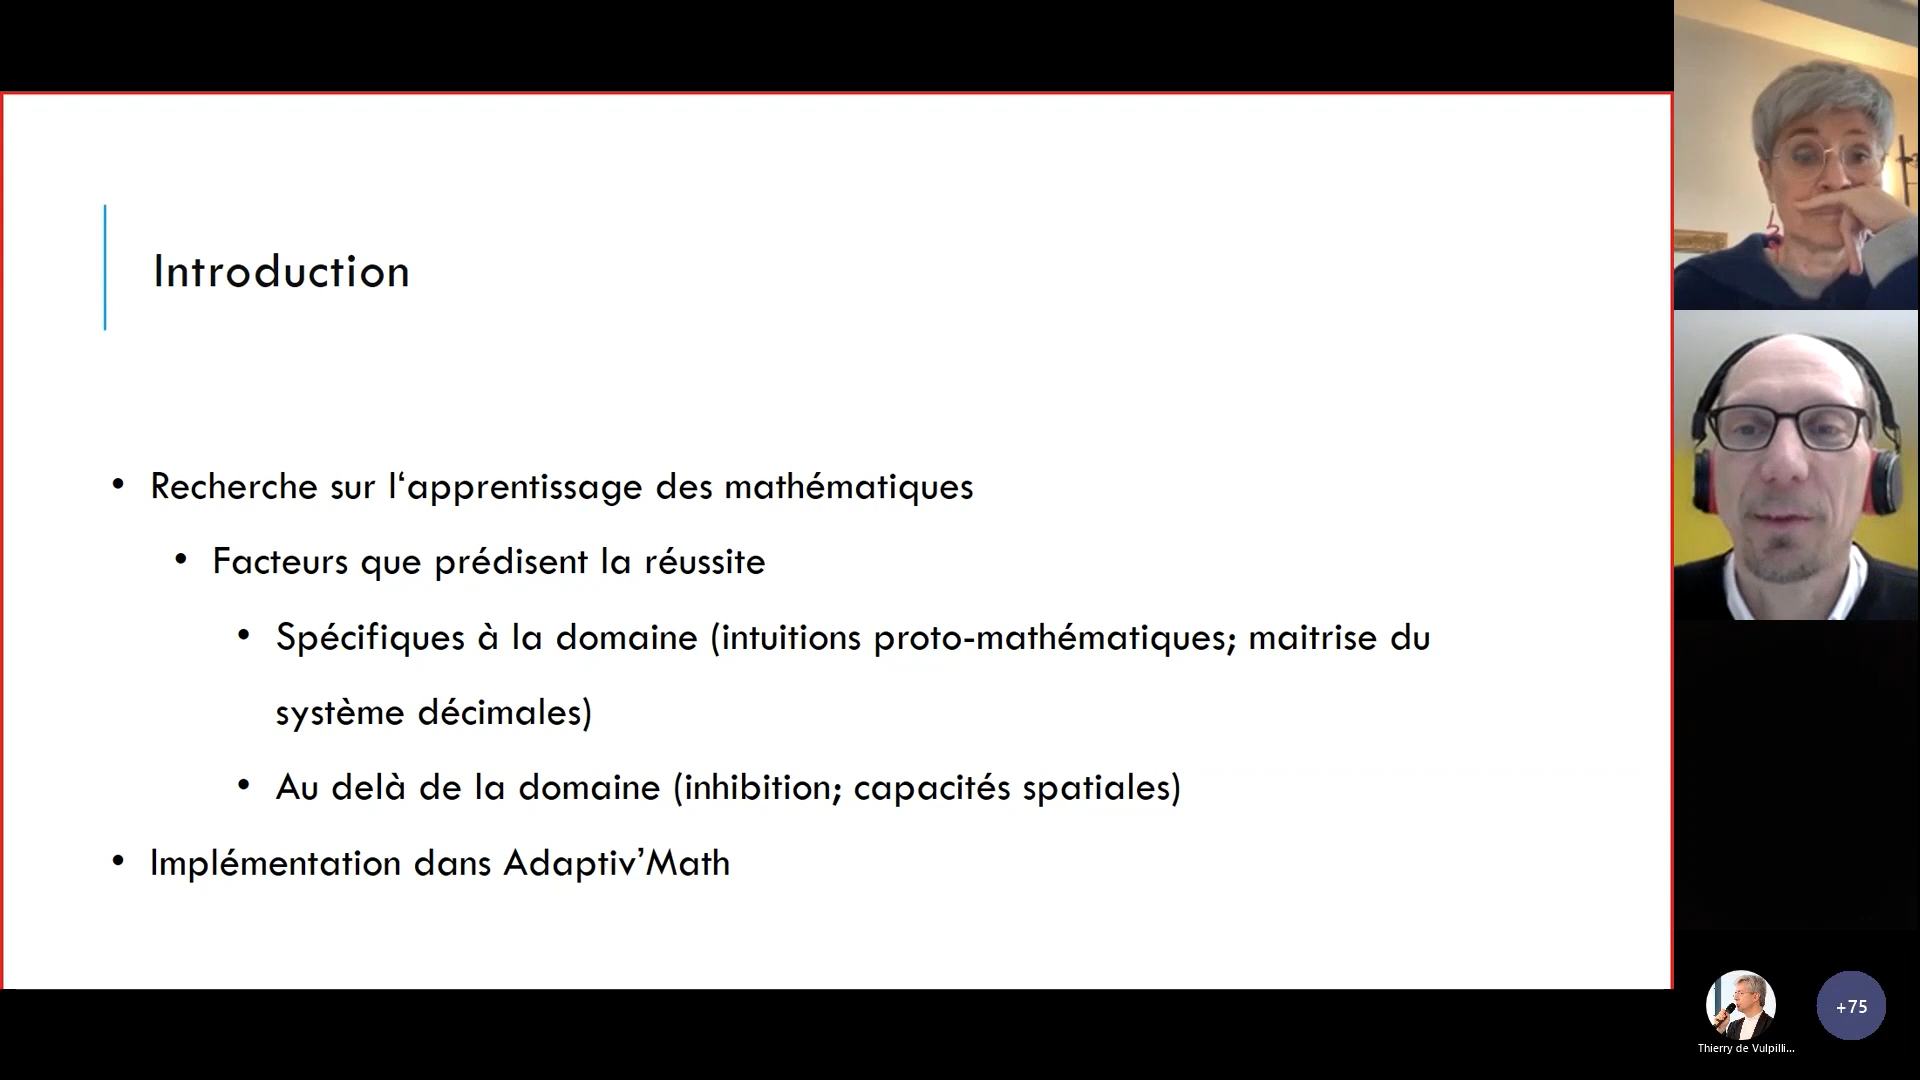 Introduction
• Recherche sur l‘apprentissage des mathématiques
• Facteurs que prédisent la réussite
• Spécifiques à la domaine (intuitions proto-mathématiques; maitrise du
système décimales)
• Au delà de la domaine (inhibition; capacités spatiales)
• Implémentation dans Adaptiv’Math
+75
Thierry de Vulpilli...